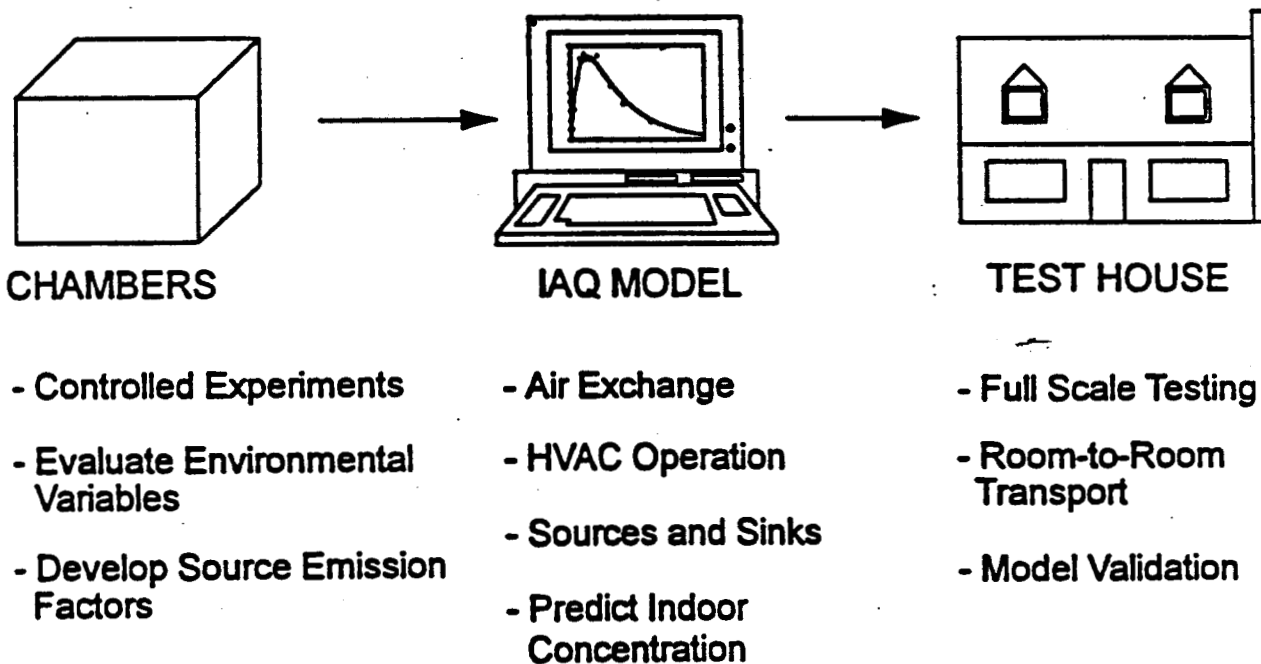 CHAMBERS
- Controlled Experiments
- Evaluate Environmental
Variables
- Develop Source Emission
Factors
IAQ MODEL
- Air Exchange
- HVAC Operation
- Sources and Sinks
- Predict Indoor
Concentration
TEST HOUSE
- Full Scale Testing
- Room-to-Room
Transport
- Model Validation